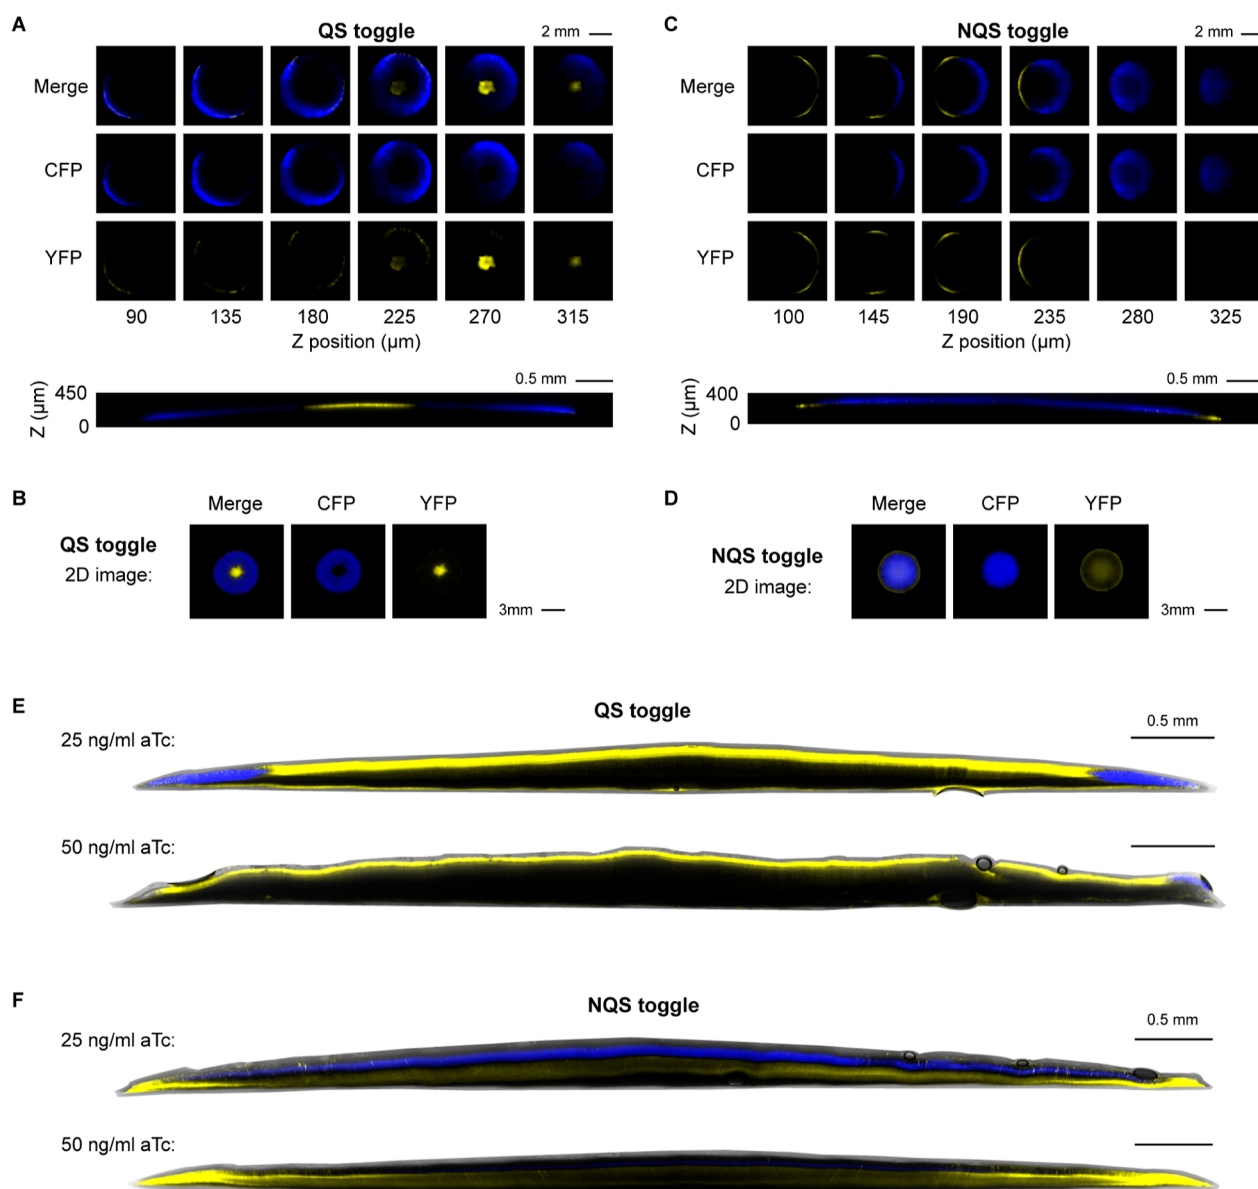 A
QS toggle
2 mm
Merge
CFP
YFP
90 135 180 225 270 315
Z position (µm)
0.5 mm
Z (µm)
450
0
C
NQS toggle
2 mm
Merge
CFP
YFP
100 145 190 235 280 325
Z position (µm)
0.5 mm
Z (µm)
400
0
B
Merge CFP YFP
QS toggle
2D image:
3mm
D
Merge CFP YFP
NQS toggle
2D image:
3mm
E
QS toggle
0.5 mm
25 ng/ml aTc:
50 ng/ml aTc:
F
NQS toggle
0.5 mm
25 ng/ml aTc:
50 ng/ml aTc: